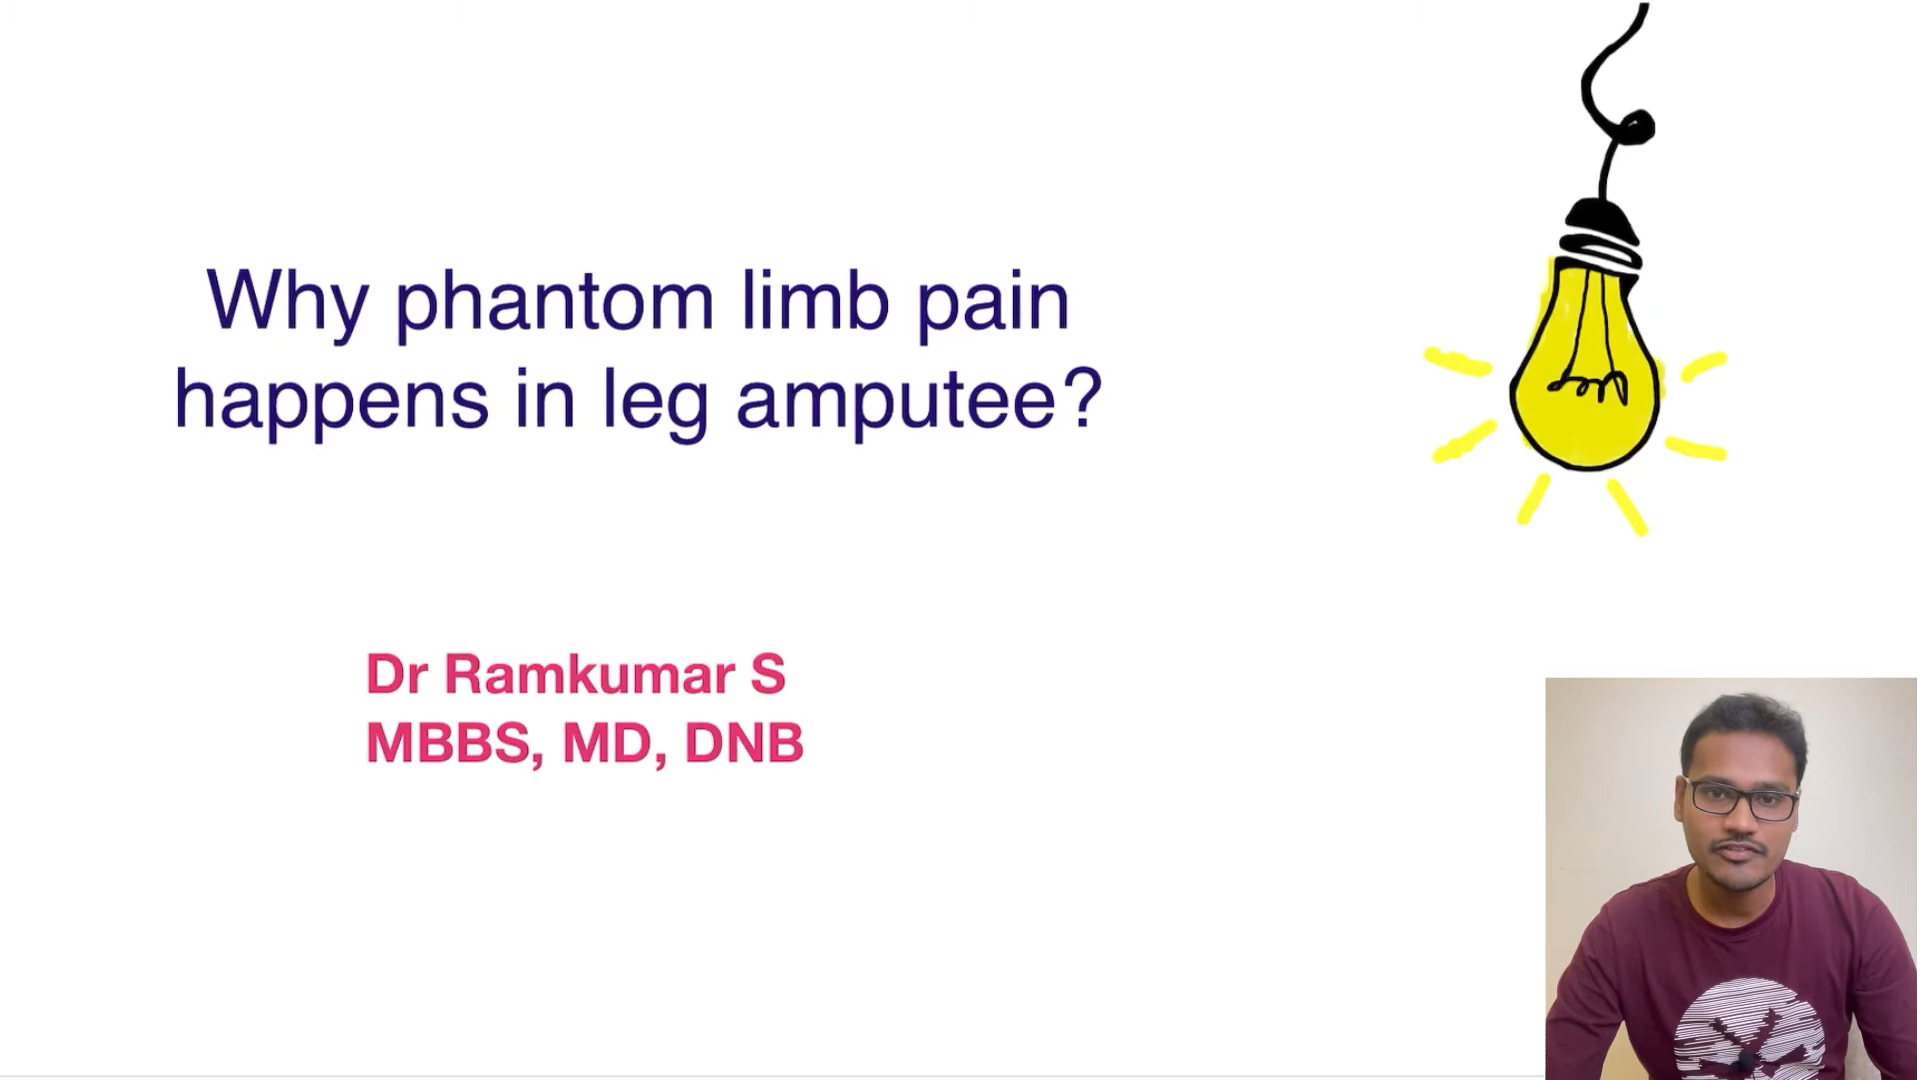 Why phantom limb pain
happens in leg amputee?
Dr Ramkumar S
MBBS, MD, DNB